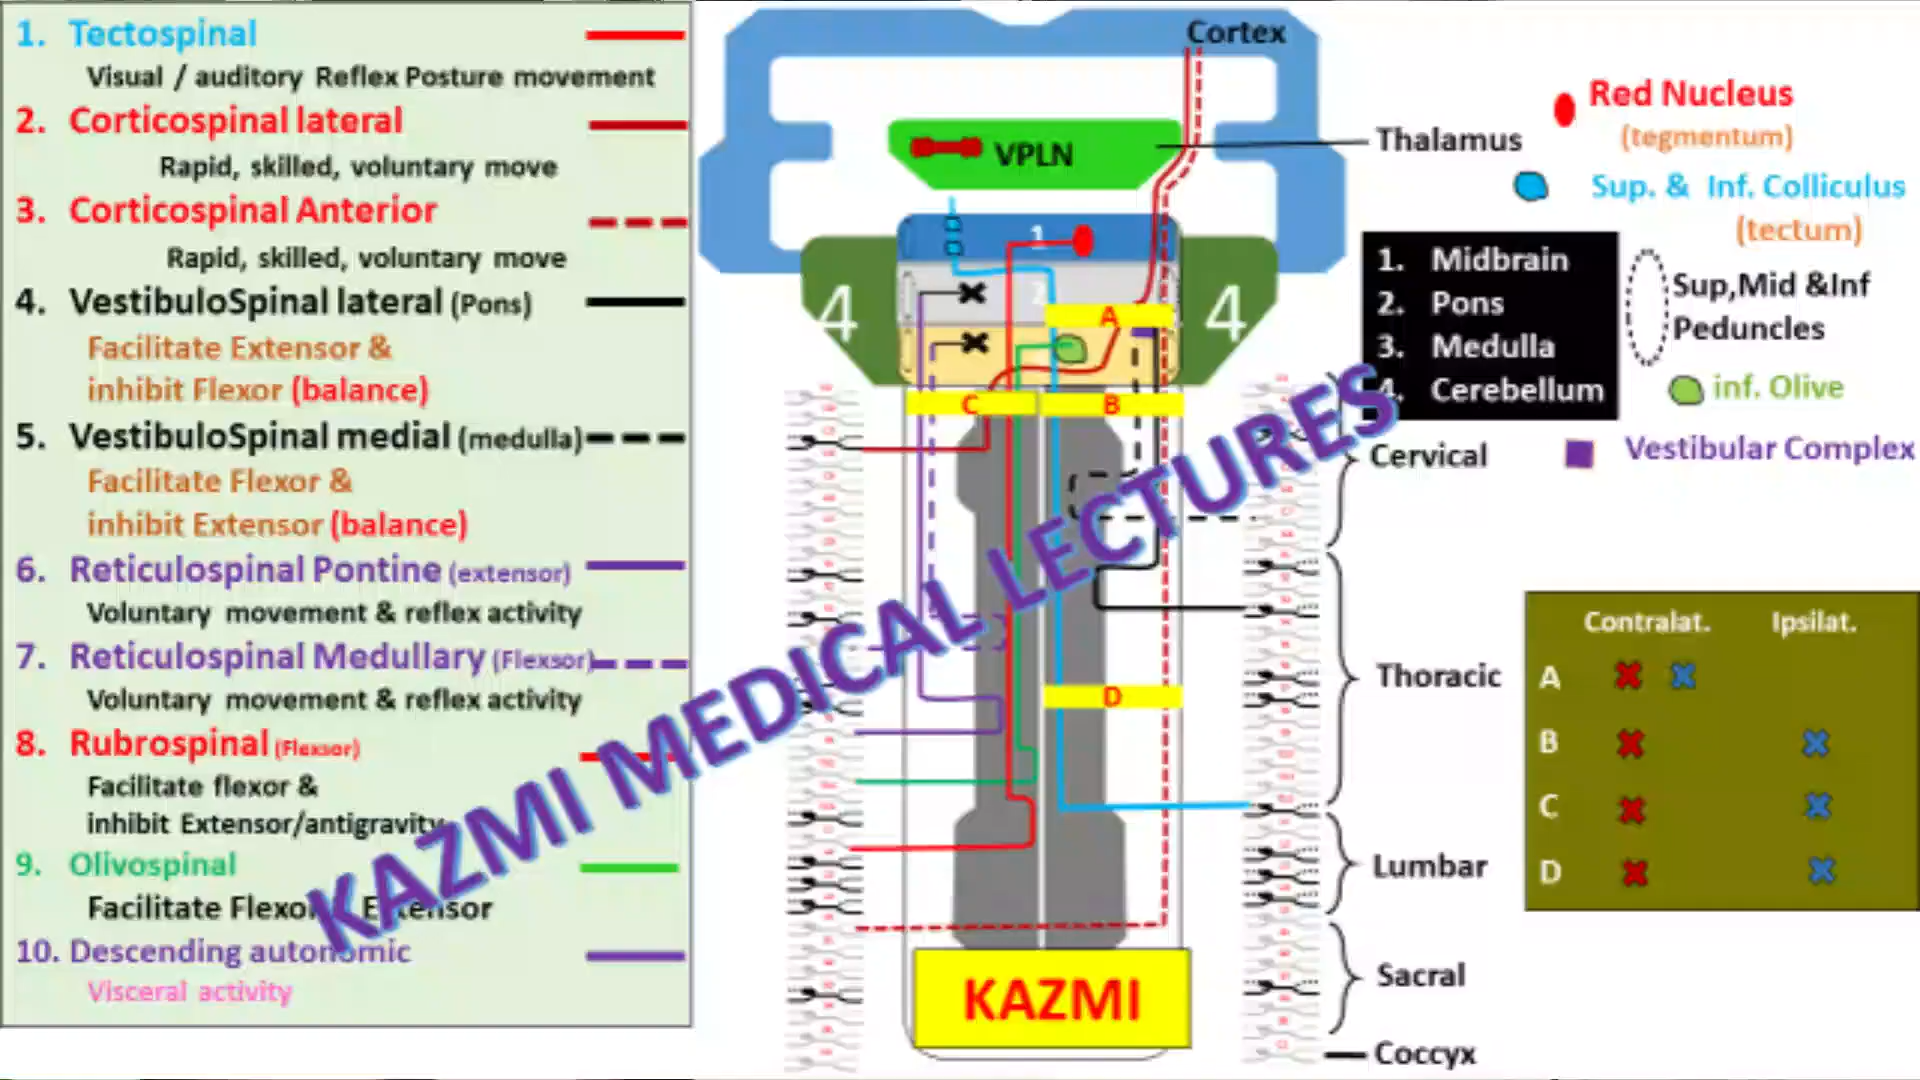 1. Tectospinal
Visual / auditory Reflex Posture movement
2. Corticospinal lateral
Rapid, skilled, voluntary move
3. Corticospinal Anterior
Rapid, skilled, voluntary move
4. VestibuloSpinal lateral (Pons)
Facilitate Extensor &
inhibit Flexor (balance)
5. VestibuloSpinal medial (medulla)
Facilitate Flexor &
inhibit Extensor (balance)
6. Reticulospinal Pontine (extensor)
Voluntary movement & reflex activity
7. Reticulospinal Medullary (Flexsor)
Voluntary movement & reflex activity
8. Rubrospinal (Flexsor)
Facilitate flexor &
inhibit Extensor/antigravity
9. Olivospinal
Facilitate Flexor Extensor
10. Descending autonomic
Visceral activity
Cortex
VPLN
Thalamus
1
2
4
4
A
C
B
D
KAZMI
KAZMI MEDICAL LECTURES
Red Nucleus
(tegmentum)
Sup. & Inf. Colliculus
(tectum)
1. Midbrain
2. Pons
3. Medulla
4. Cerebellum
Sup,Mid &Inf
Peduncles
inf. Olive
Vestibular Complex
Cervical
Thoracic
Lumbar
Sacral
Coccyx
Contralat. Ipsilat.
A
B
C
D